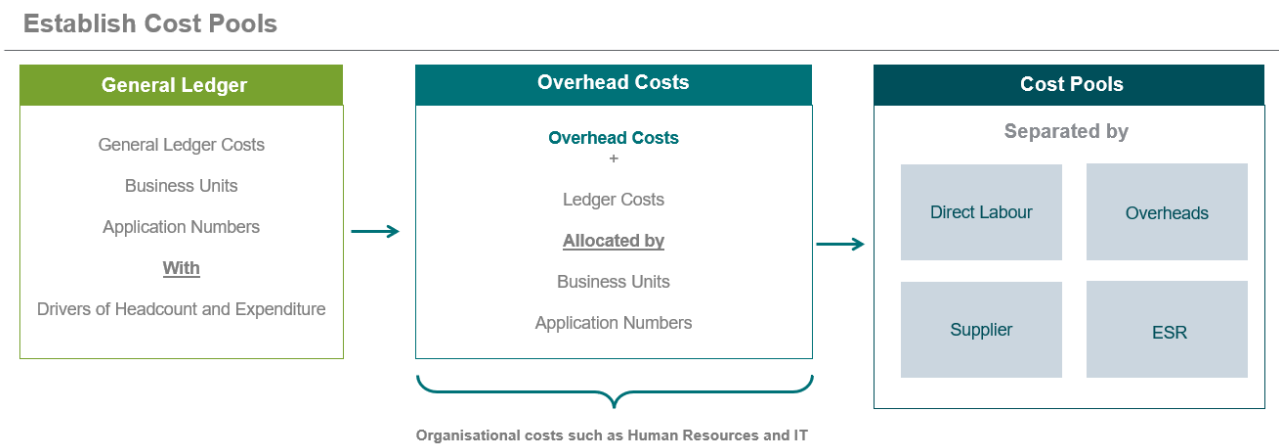 Establish Cost Pools
General Ledger
General Ledger Costs
Business Units
Application Numbers
With
Drivers of Headcount and Expenditure
Overhead Costs
Overhead Costs
+
Ledger Costs
Allocated by
Business Units
Application Numbers
Organisational costs such as Human Resources and IT
Cost Pools
Separated by
Direct Labour
Overheads
Supplier
ESR